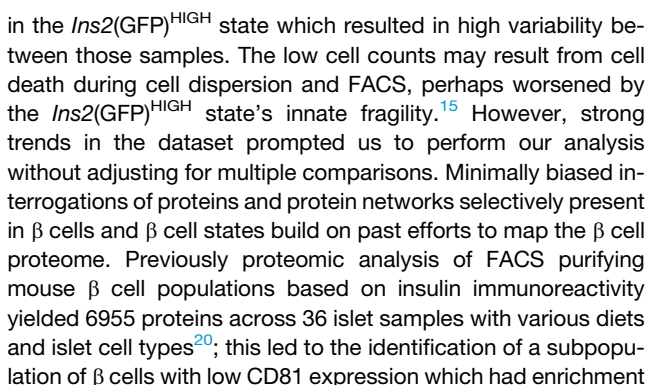 in the Ins2(GFP)HIGH state which resulted in high variability be-
tween those samples. The low cell counts may result from cell
death during cell dispersion and FACS, perhaps worsened by
the Ins2(GFP)HIGH state's innate fragility.15 However, strong
trends in the dataset prompted us to perform our analysis
without adjusting for multiple comparisons. Minimally biased in-
terrogations of proteins and protein networks selectively present
in β cells and β cell states build on past efforts to map the β cell
proteome. Previously proteomic analysis of FACS purifying
mouse β cell populations based on insulin immunoreactivity
yielded 6955 proteins across 36 islet samples with various diets
and islet cell types20; this led to the identification of a subpopu-
lation of β cells with low CD81 expression which had enrichment